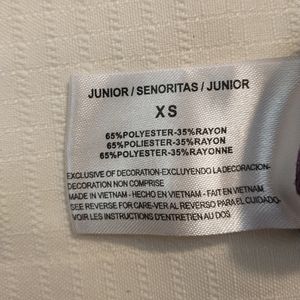 JUNIOR / SENORITAS / JUNIOR
XS
65%POLYESTER-35%RAYON
65%POLIESTER-35%RAYON
65%POLYESTER-35%RAYONNE
EXCLUSIVE OF DECORATION-EXCLUYENDO LA DECORACION-
DECORATION NON COMPRISE
MADE IN VIETNAM - HECHO EN VIETNAM - FAIT EN VIETNAM
SEE REVERSE FOR CARE-VER AL REVERSO PARA EL CUIDADO-
VOIR LES INSTRUCTIONS D'ENTRETIEN AU DOS